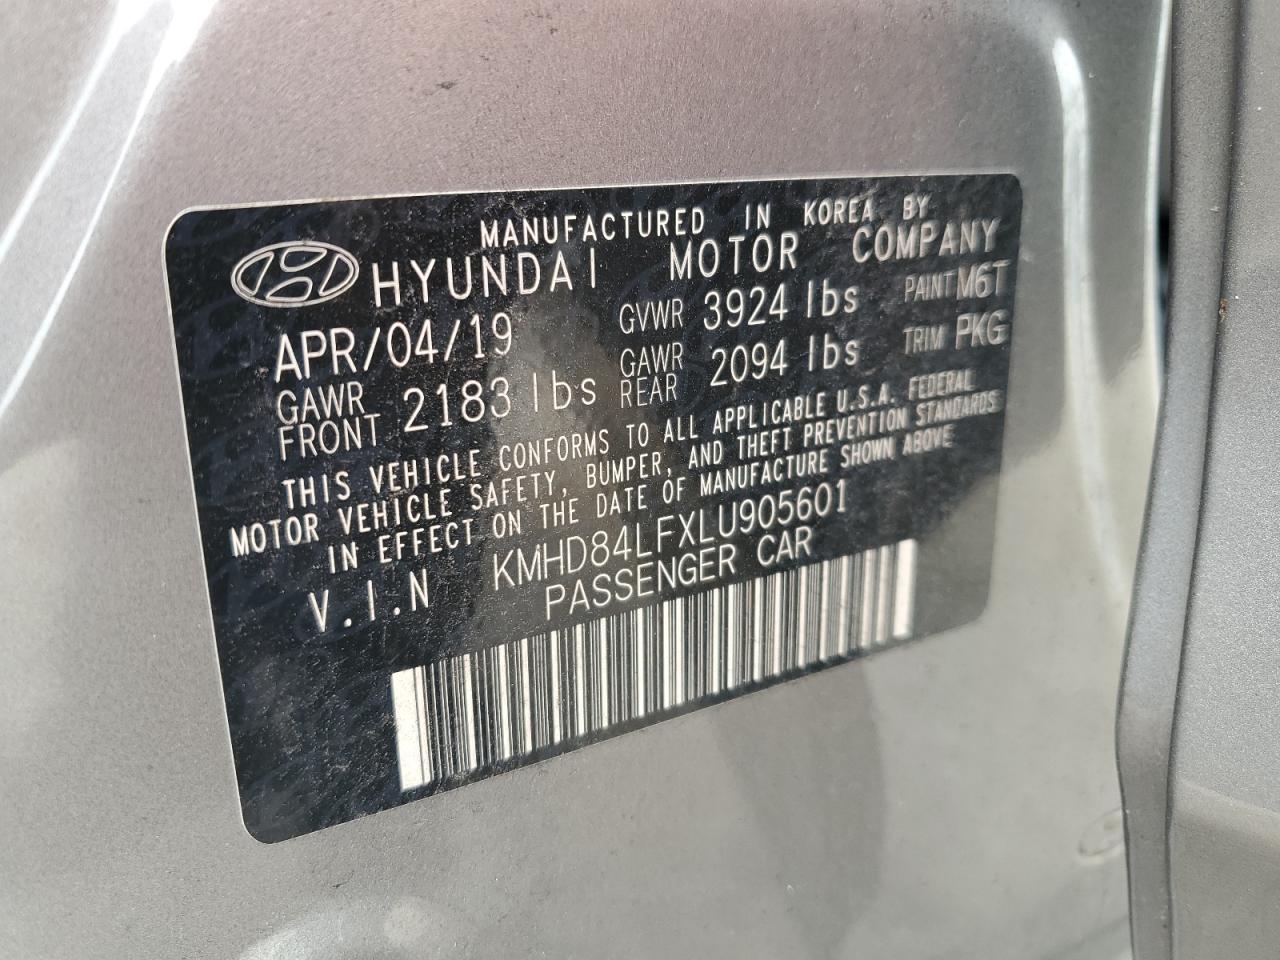 MANUFACTURED IN KOREA BY
HYUNDAI MOTOR COMPANY
APR/04/19 GVWR 3924 lbs PAINT M6T
GAWR FRONT 2183 lbs GAWR REAR 2094 lbs TRIM PKG
THIS VEHICLE CONFORMS TO ALL APPLICABLE U.S.A. FEDERAL
MOTOR VEHICLE SAFETY, BUMPER, AND THEFT PREVENTION STANDARDS
IN EFFECT ON THE DATE OF MANUFACTURE SHOWN ABOVE
V.I.N KMHD84LFXLU905601
PASSENGER CAR